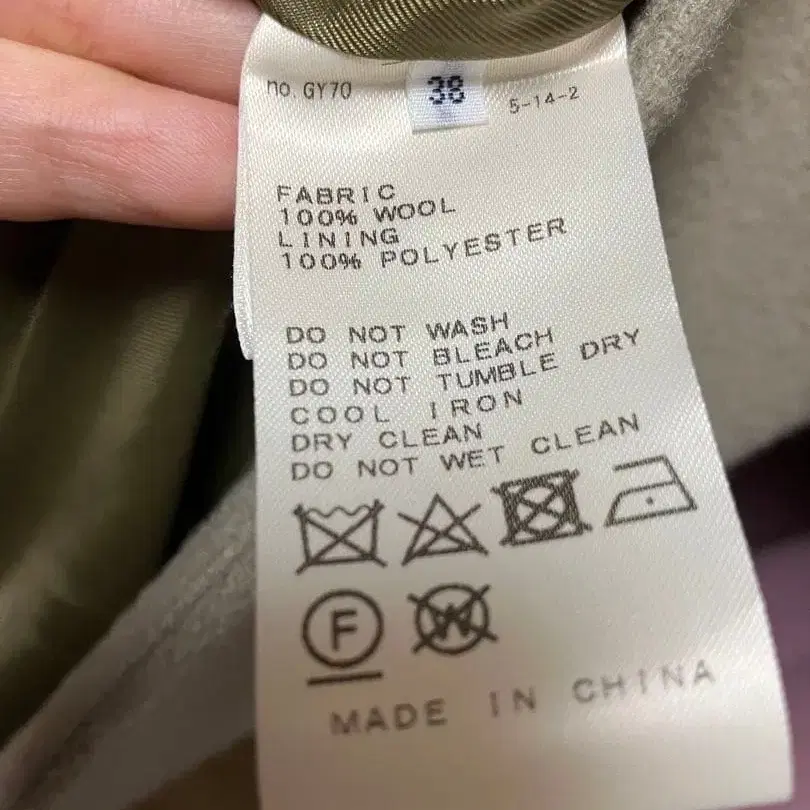 no. GY70
38
5-14-2
FABRIC
100% WOOL
LINING
100% POLYESTER
DO NOT WASH
DO NOT BLEACH
DO NOT TUMBLE DRY
COOL IRON
DRY CLEAN
DO NOT WET CLEAN
F W
MADE IN CHINA